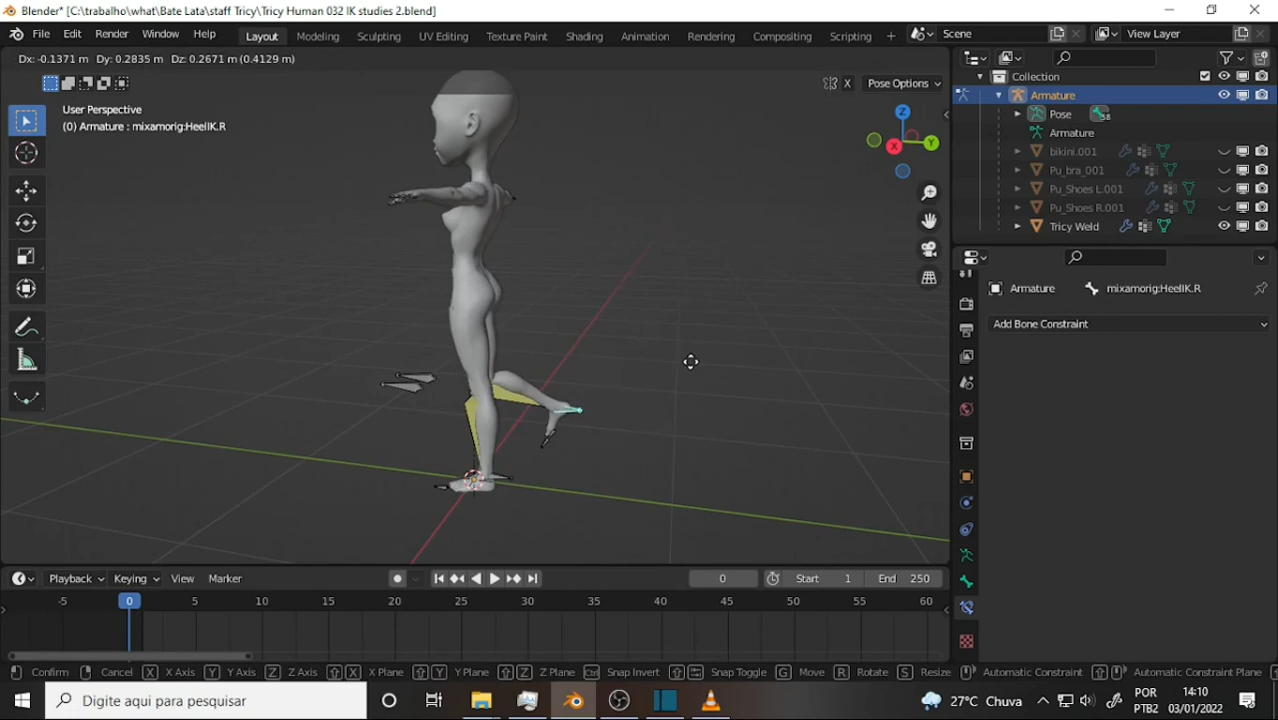 Blender* [C:\trabalho\what\Bate Lata\staff Tricy\Tricy Human 032 IK studies 2.blend]
File Edit Render Window Help Layout Modeling Sculpting UV Editing Texture Paint Shading Animation Rendering Compositing Scripting + Scene View Layer
Dx: -0.1371 m Dy: 0.2835 m Dz: 0.2671 m (0.4129 m)
X Pose Options
Collection
User Perspective
(0) Armature : mixamorig:HeelIK.R
Armature
Pose 58
Armature
bikini.001
Pu_bra_001
Pu_Shoes L.001
Pu_Shoes R.001
Tricy Weld
Z
X
Y
Armature mixamorig:HeelIK.R
Add Bone Constraint
Playback Keying View Marker 0 Start 1 End 250
-5 0 5 10 15 20 25 30 35 40 45 50 55 60
Confirm Cancel X X Axis Y Y Axis Z Z Axis X X Plane Y Y Plane Z Z Plane Ctrl Snap Invert Snap Toggle G Move R Rotate S Resize Automatic Constraint Automatic Constraint Plane
Digite aqui para pesquisar 27°C Chuva POR PTB2 14:10 03/01/2022